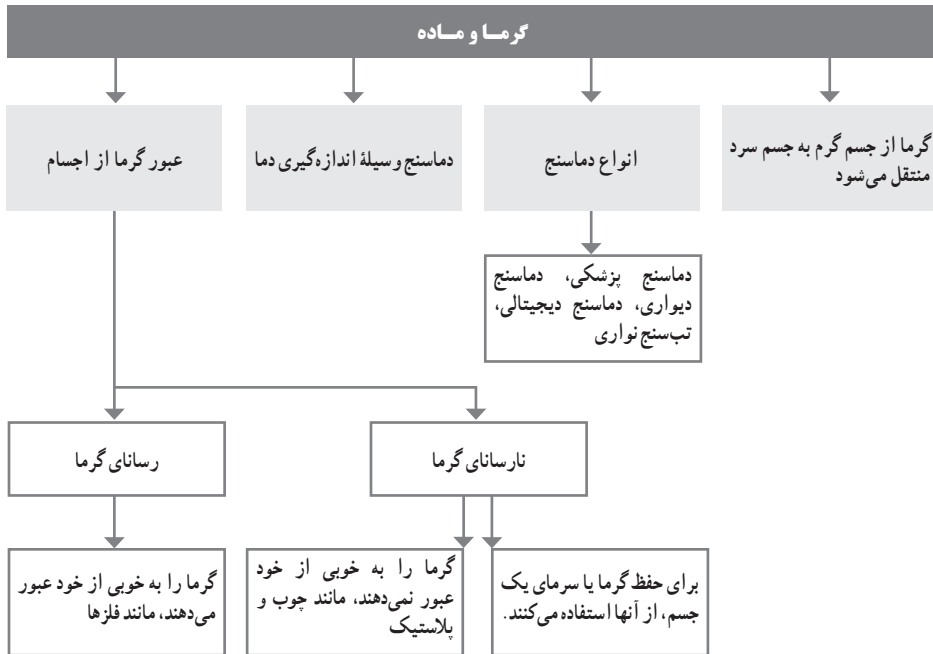 گرمـا و مـاده
گرما از جسم گرم به جسم سرد
منتقل می‌شود
انواع دماسنج
دماسنج وسیلهٔ اندازه‌گیری دما
عبور گرما از اجسام
دماسنج پزشکی، دماسنج
دیواری، دماسنج دیجیتالی،
تب‌سنج نواری
نارسانای گرما
رسانای گرما
برای حفظ گرما یا سرمای یک
جسم، از آنها استفاده می‌کنند.
گرما را به خوبی از خود
عبور نمی‌دهند، مانند چوب و
پلاستیک
گرما را به خوبی از خود عبور
می‌دهند، مانند فلزها